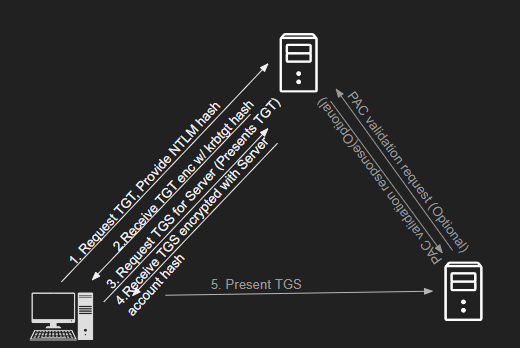 1. Request TGT, Provide NTLM hash
2.Receive TGT enc w/ krbtgt hash
3. Request TGS for Server (Presents TGT)
4.Receive TGS encrypted with Server
account hash
5. Present TGS
PAC validation request (Optional)
PAC validation response(Optional)